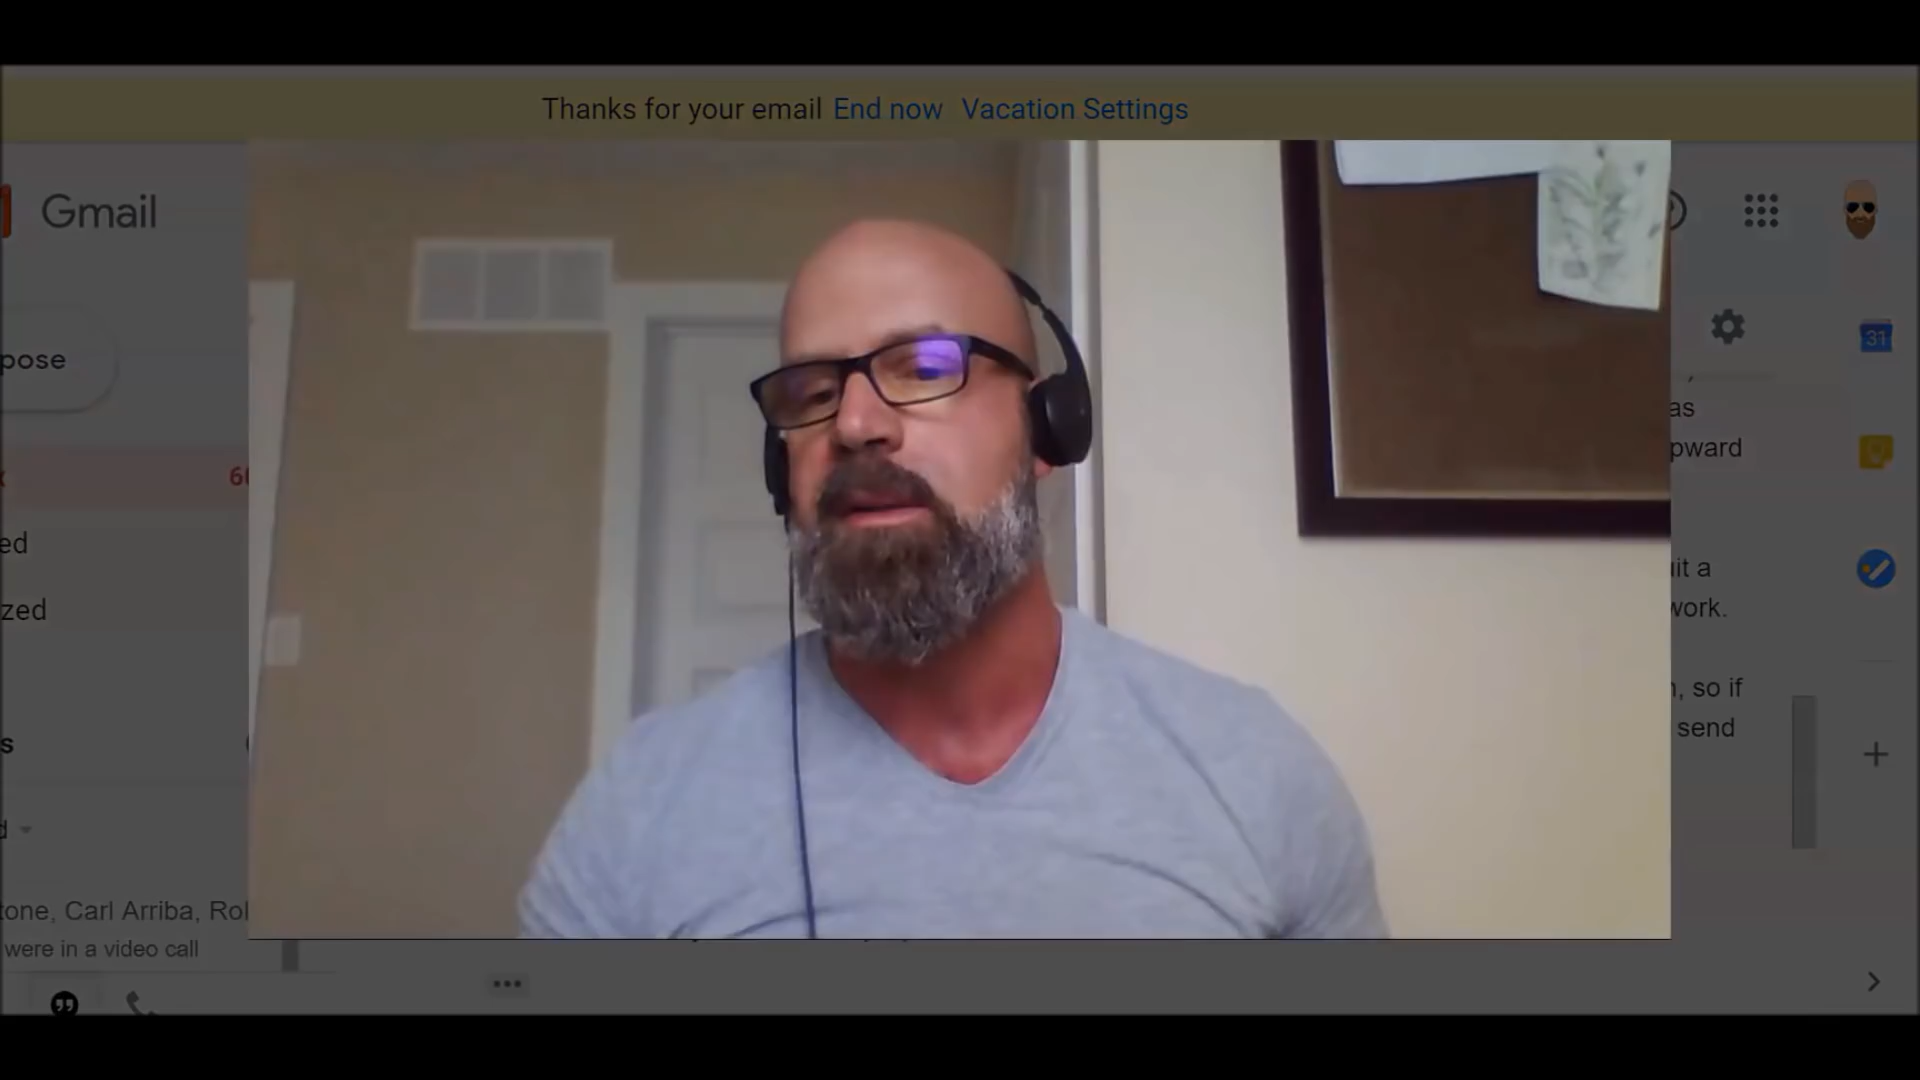 Thanks for your email End now Vacation Settings
Gmail
31
pose
as
pward
60
ed
it a
work.
zed
, so if
s
send
d
tone, Carl Arriba, Rol
were in a video call